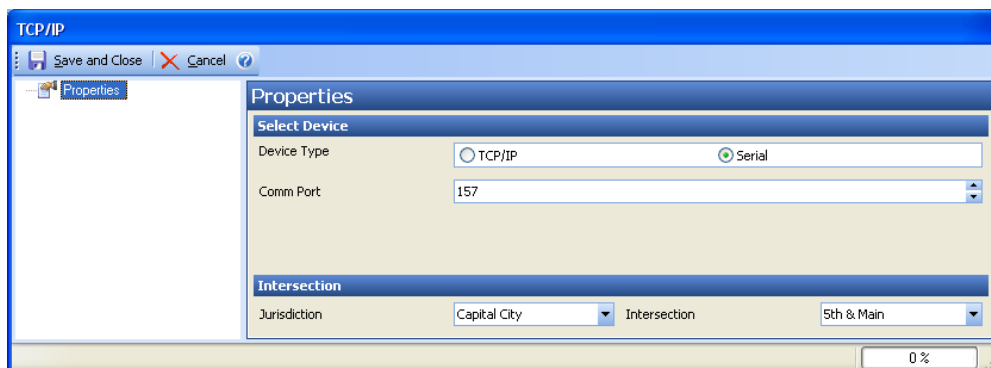 TCP/IP
Save and Close Cancel
Properties
Properties
Select Device
Device Type TCP/IP Serial
Comm Port 157
Intersection
Jurisdiction Capital City Intersection 5th & Main
0 %